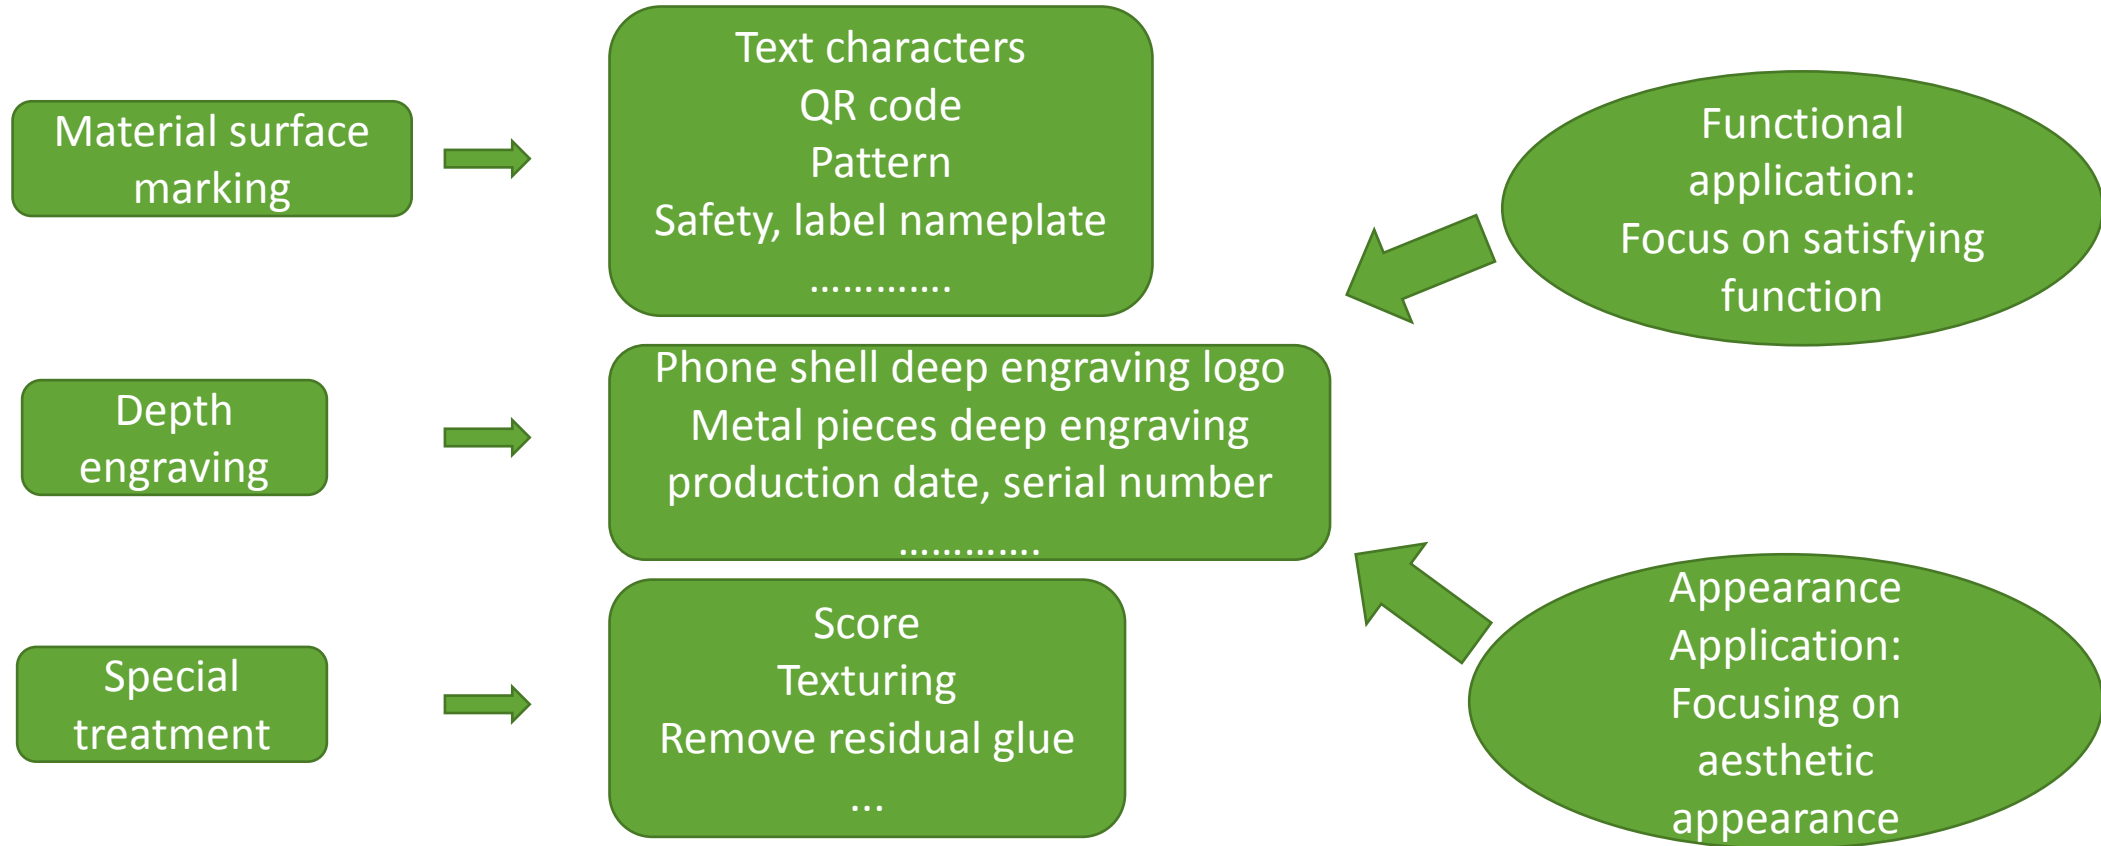 Material surface
marking
Text characters
QR code
Pattern
Safety, label nameplate
………….
Functional
application:
Focus on satisfying
function
Depth
engraving
Phone shell deep engraving logo
Metal pieces deep engraving
production date, serial number
………….
Special
treatment
Score
Texturing
Remove residual glue
...
Appearance
Application:
Focusing on
aesthetic
appearance